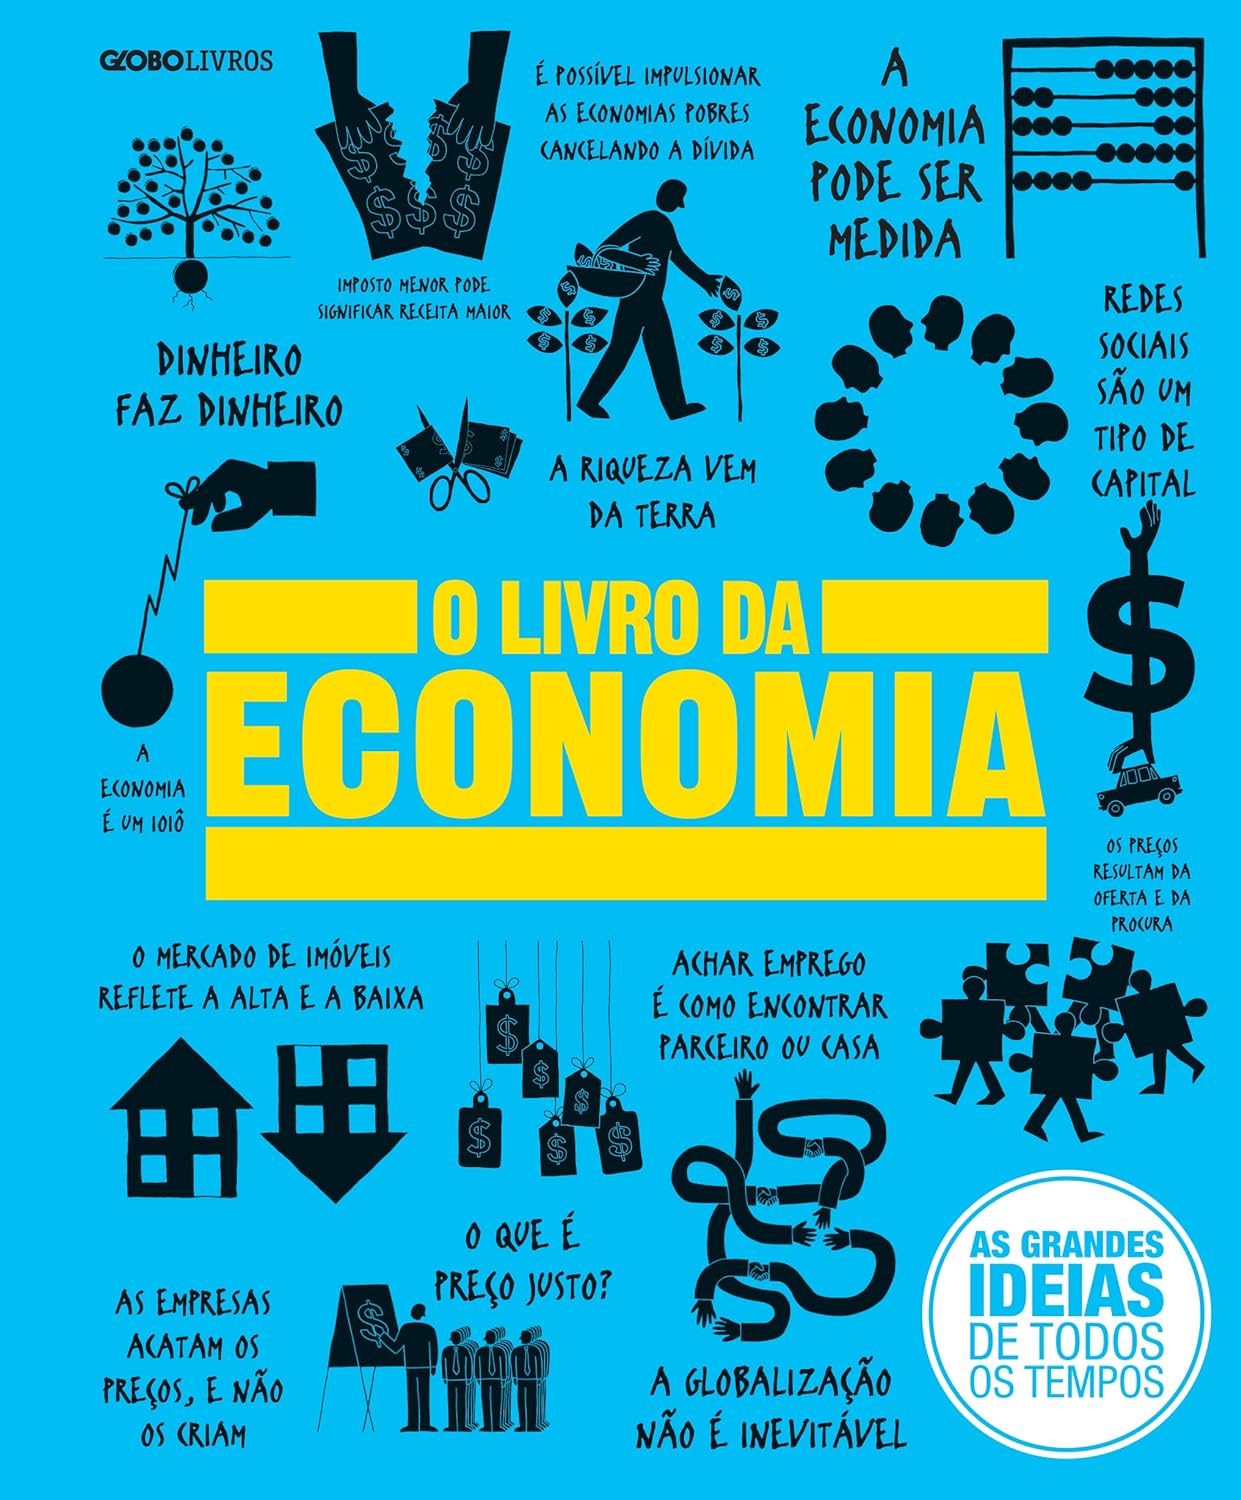 GLOBOLIVROS
É POSSÍVEL IMPULSIONAR
AS ECONOMIAS POBRES
CANCELANDO A DÍVIDA
A
ECONOMIA
PODE SER
MEDIDA
IMPOSTO MENOR PODE
SIGNIFICAR RECEITA MAIOR
DINHEIRO
FAZ DINHEIRO
REDES
SOCIAIS
SÃO UM
TIPO DE
CAPITAL
A RIQUEZA VEM
DA TERRA
O LIVRO DA
ECONOMIA
A
ECONOMIA
É UM IOIÔ
OS PREÇOS
RESULTAM DA
OFERTA E DA
PROCURA
O MERCADO DE IMÓVEIS
REFLETE A ALTA E A BAIXA
ACHAR EMPREGO
É COMO ENCONTRAR
PARCEIRO OU CASA
O QUE É
PREÇO JUSTO?
AS EMPRESAS
ACATAM OS
PREÇOS, E NÃO
OS CRIAM
A GLOBALIZAÇÃO
NÃO É INEVITÁVEL
AS GRANDES
IDEIAS
DE TODOS
OS TEMPOS